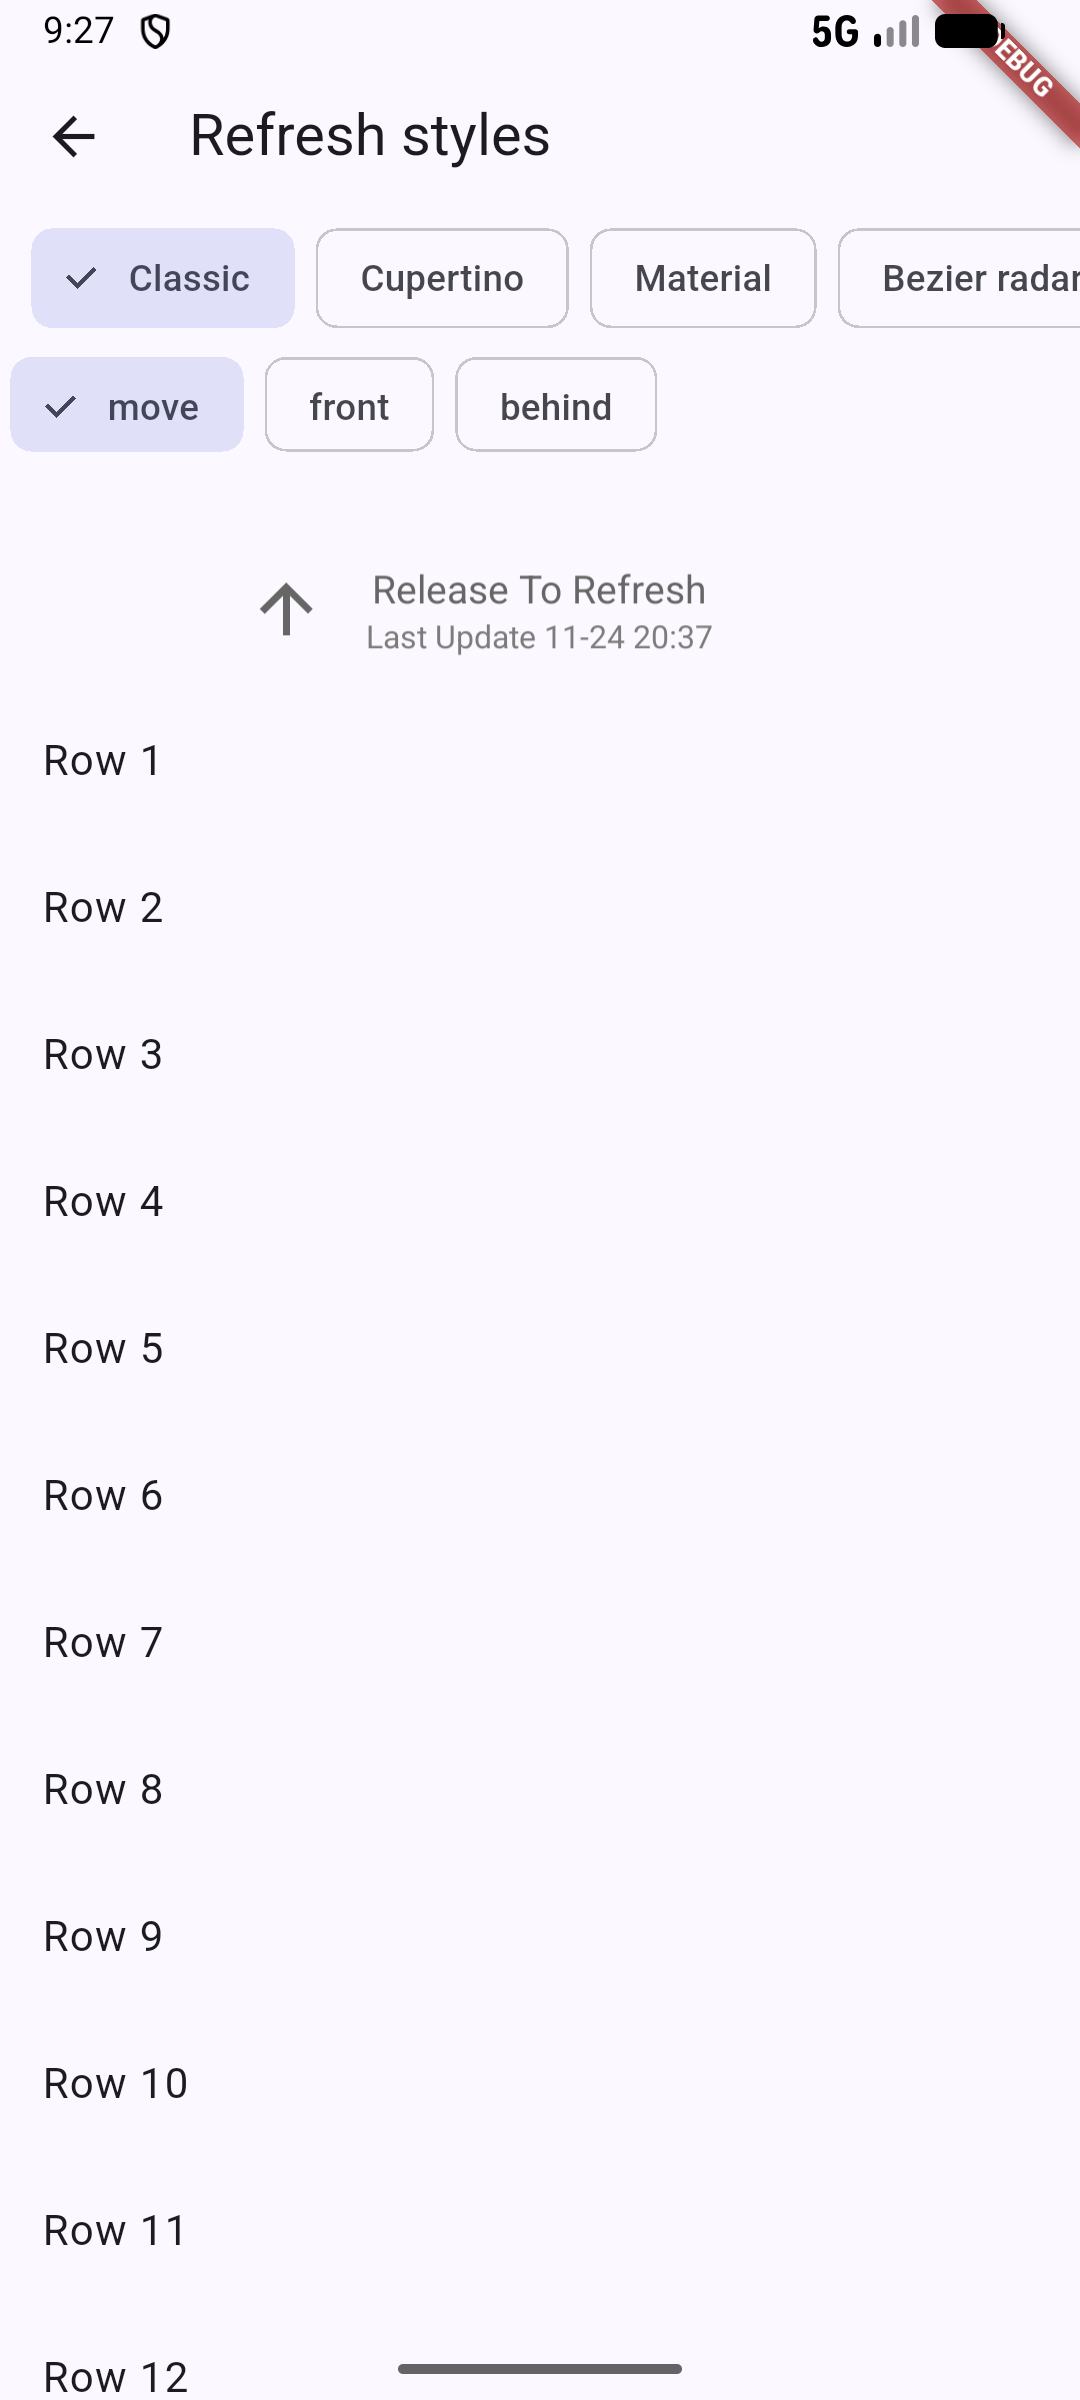 9:27 5G
EBUG
Refresh styles
Classic Cupertino Material Bezier radar
move front behind
Release To Refresh
Last Update 11-24 20:37
Row 1
Row 2
Row 3
Row 4
Row 5
Row 6
Row 7
Row 8
Row 9
Row 10
Row 11
Row 12